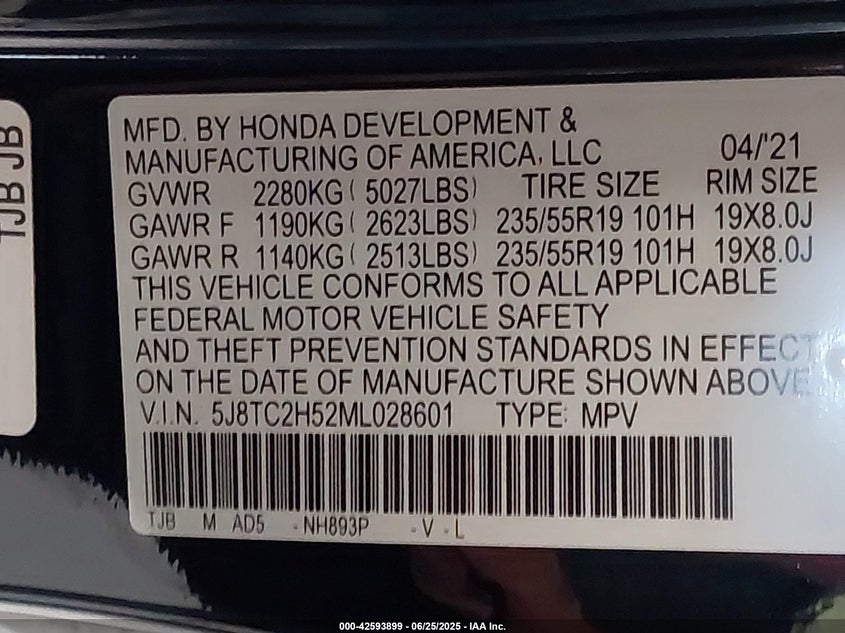 TJB JB
MFD. BY HONDA DEVELOPMENT &
MANUFACTURING OF AMERICA, LLC 04/'21
GVWR 2280KG ( 5027LBS) TIRE SIZE RIM SIZE
GAWR F 1190KG ( 2623LBS) 235/55R19 101H 19X8.0J
GAWR R 1140KG ( 2513LBS) 235/55R19 101H 19X8.0J
THIS VEHICLE CONFORMS TO ALL APPLICABLE
FEDERAL MOTOR VEHICLE SAFETY
AND THEFT PREVENTION STANDARDS IN EFFECT
ON THE DATE OF MANUFACTURE SHOWN ABOVE
V.I.N. 5J8TC2H52ML028601 TYPE: MPV
TJB M AD5 - NH893P - V - L
000-42593899 - 06/25/2025 - IAA Inc.